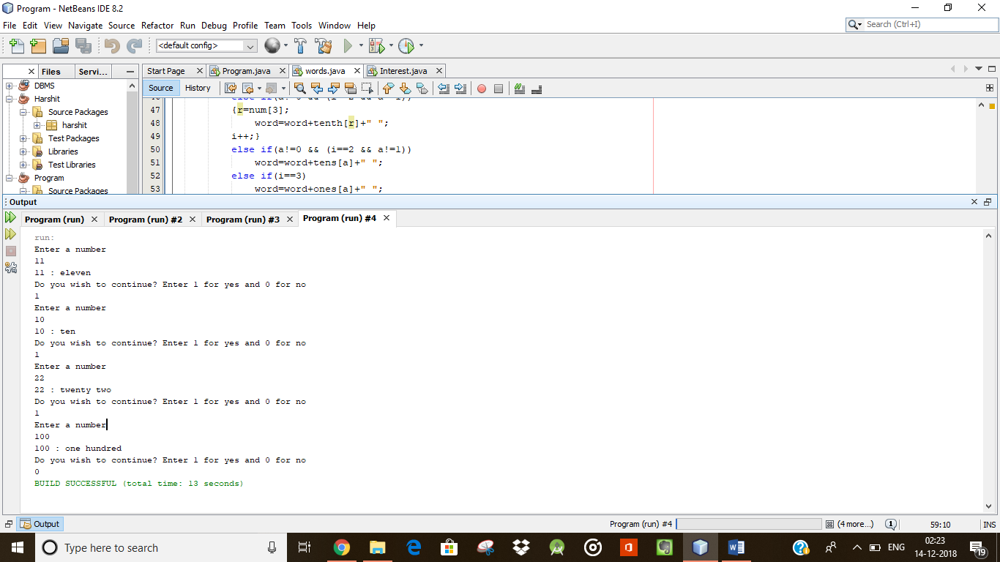 Program - NetBeans IDE 8.2
File Edit View Navigate Source Refactor Run Debug Profile Team Tools Window Help
Search (Ctrl+I)
<default config>
Files Servi...
Start Page Program.java words.java Interest.java
Source History
DBMS
Harshit
Source Packages
harshit
Test Packages
Libraries
Test Libraries
Program
Source Packages
47 {r=num[3];
48 word=word+tenth[r]+" ";
49 i++;}
50 else if(a!=0 && (i==2 && a!=1))
51 word=word+tens[a]+" ";
52 else if(i==3)
53 word=word+ones[a]+" ";
Output
Program (run) Program (run) #2 Program (run) #3 Program (run) #4
run:
Enter a number
11
11 : eleven
Do you wish to continue? Enter 1 for yes and 0 for no
1
Enter a number
10
10 : ten
Do you wish to continue? Enter 1 for yes and 0 for no
1
Enter a number
22
22 : twenty two
Do you wish to continue? Enter 1 for yes and 0 for no
1
Enter a number
100
100 : one hundred
Do you wish to continue? Enter 1 for yes and 0 for no
0
BUILD SUCCESSFUL (total time: 13 seconds)
Output
Program (run) #4 (4 more...) 1 59:10 INS
Type here to search
ENG
02:23
14-12-2018
19